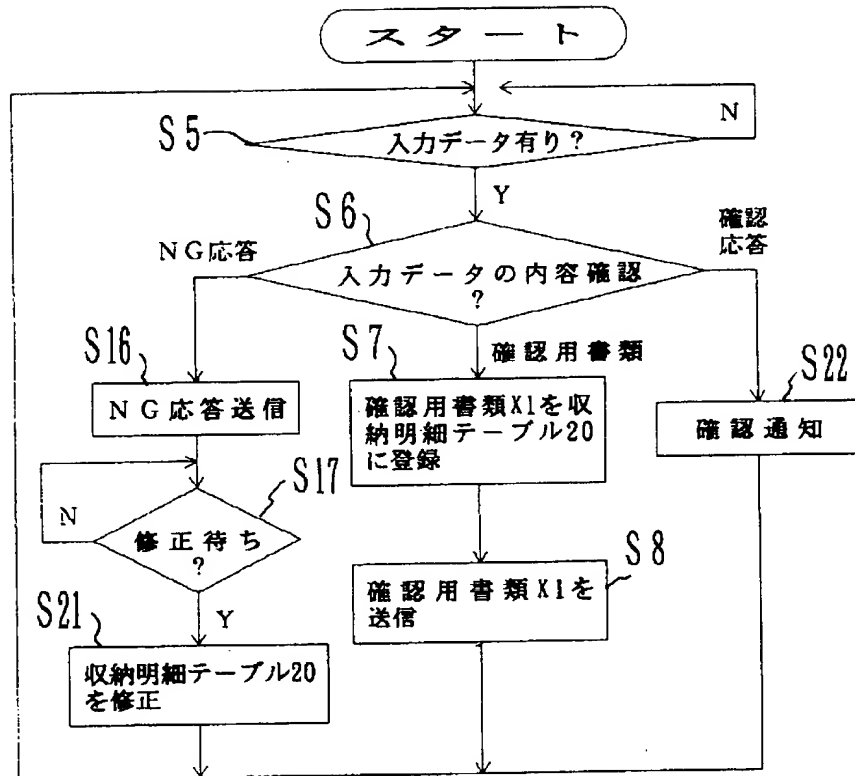 スタート
N
S5
入力データ有り?
Y
S6
NG応答
確認
応答
入力データの内容確認
?
S16
S7
確認用書類
S22
NG応答送信
確認用書類X1を収
納明細テーブル20
に登録
確認通知
S17
N
修正待ち
?
S8
確認用書類X1を
送信
S21
Y
収納明細テーブル20
を修正